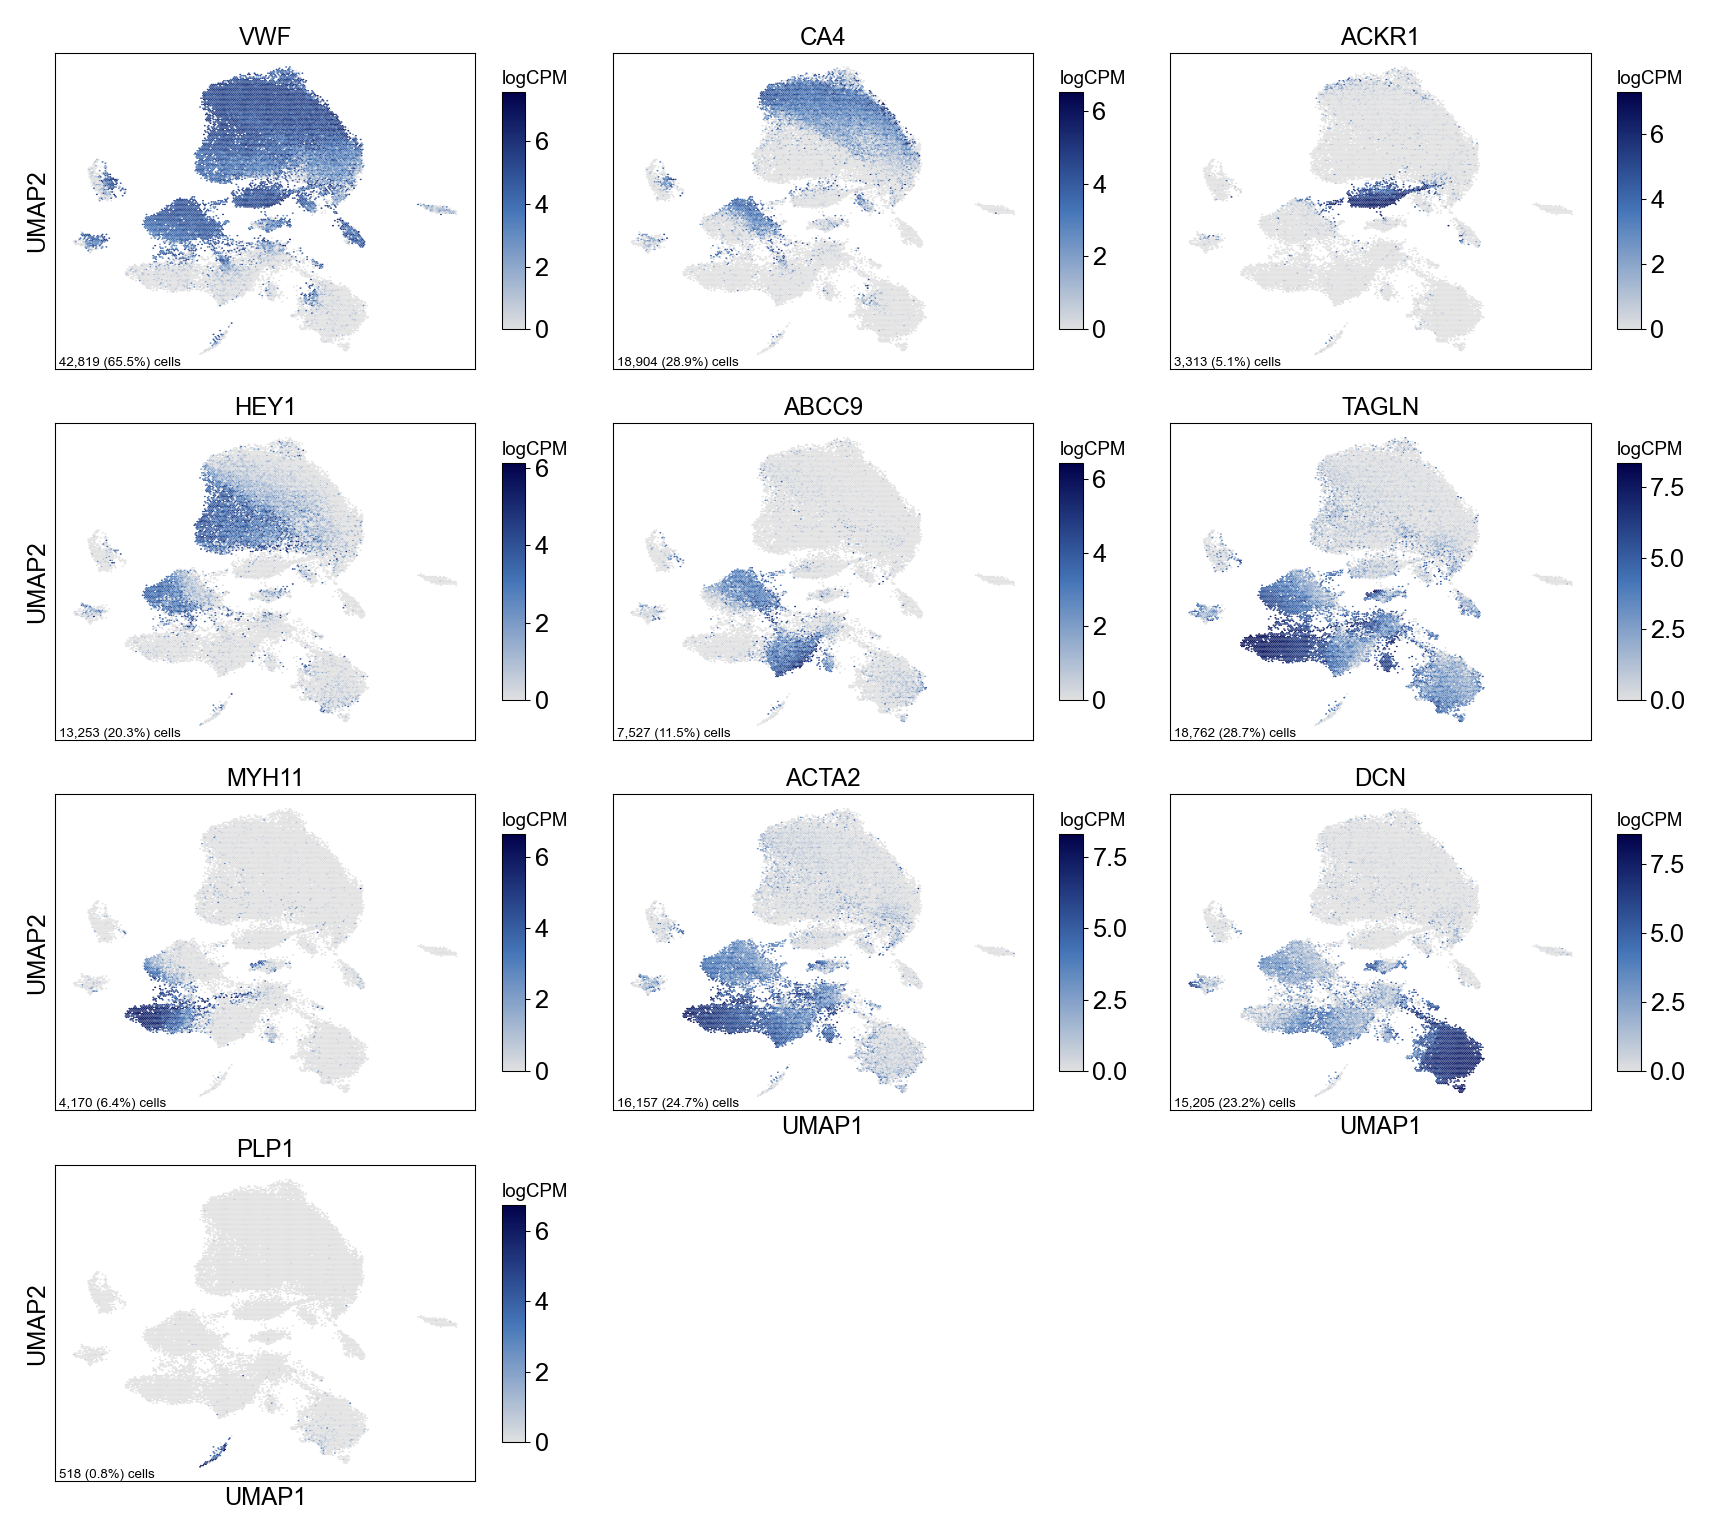 VWF
logCPM
6
4
2
0
UMAP2
42,819 (65.5%) cells
CA4
logCPM
6
4
2
0
18,904 (28.9%) cells
ACKR1
logCPM
6
4
2
0
3,313 (5.1%) cells
HEY1
logCPM
6
4
2
0
UMAP2
13,253 (20.3%) cells
ABCC9
logCPM
6
4
2
0
7,527 (11.5%) cells
TAGLN
logCPM
7.5
5.0
2.5
0.0
18,762 (28.7%) cells
MYH11
logCPM
6
4
2
0
UMAP2
4,170 (6.4%) cells
ACTA2
logCPM
7.5
5.0
2.5
0.0
16,157 (24.7%) cells
UMAP1
DCN
logCPM
7.5
5.0
2.5
0.0
15,205 (23.2%) cells
UMAP1
PLP1
logCPM
6
4
2
0
UMAP2
518 (0.8%) cells
UMAP1